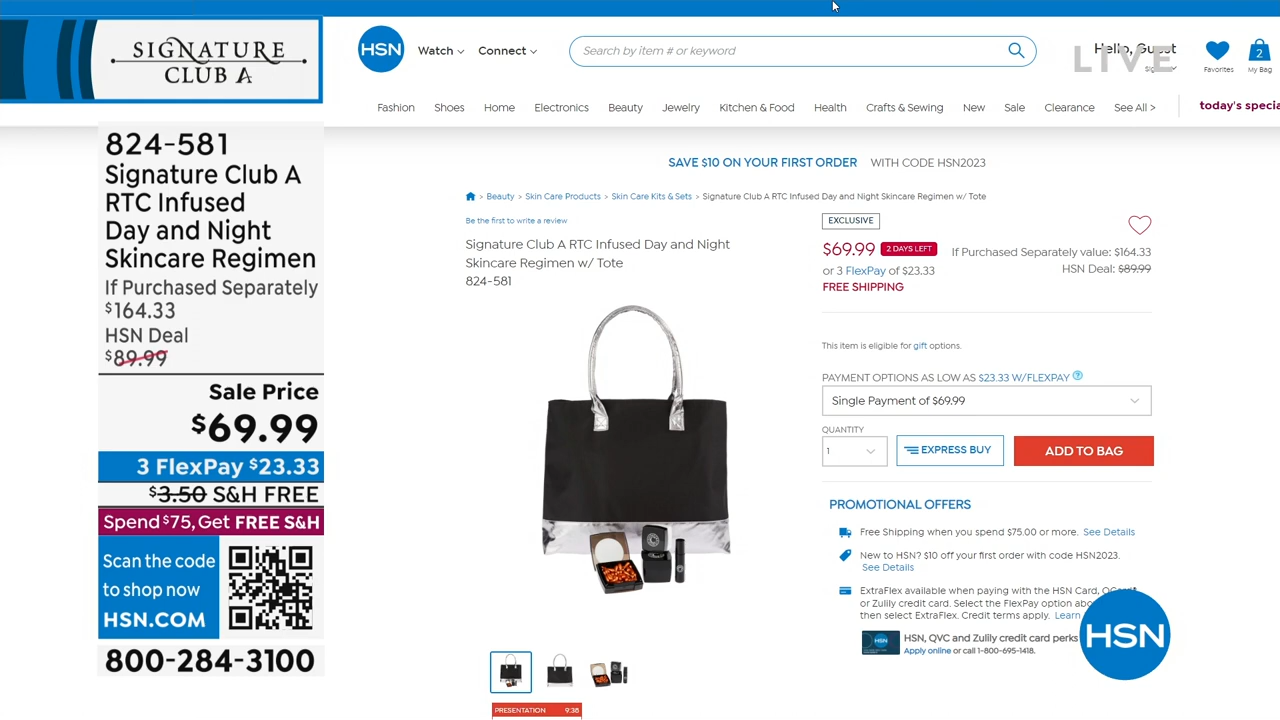 SIGNATURE
CLUB A
824-581
Signature Club A
RTC Infused
Day and Night
Skincare Regimen
If Purchased Separately
$164.33
HSN Deal
$89.99
Sale Price
$69.99
3 FlexPay $23.33
$3.50 S&H FREE
Spend $75, Get FREE S&H
Scan the code
to shop now
HSN.COM
800-284-3100
HSN
Watch
Connect
Search by item # or keyword
Hello, Guest
LIVE
Favorites
2
My Bag
Fashion
Shoes
Home
Electronics
Beauty
Jewelry
Kitchen & Food
Health
Crafts & Sewing
New
Sale
Clearance
See All >
today's specia
SAVE $10 ON YOUR FIRST ORDER WITH CODE HSN2023
> Beauty > Skin Care Products > Skin Care Kits & Sets > Signature Club A RTC Infused Day and Night Skincare Regimen w/ Tote
Be the first to write a review
Signature Club A RTC Infused Day and Night
Skincare Regimen w/ Tote
824-581
EXCLUSIVE
$69.99 2 DAYS LEFT
If Purchased Separately value: $164.33
or 3 FlexPay of $23.33
HSN Deal: $89.99
FREE SHIPPING
This item is eligible for gift options.
PAYMENT OPTIONS AS LOW AS $23.33 W/FLEXPAY ?
Single Payment of $69.99
QUANTITY
1
EXPRESS BUY
ADD TO BAG
PROMOTIONAL OFFERS
Free Shipping when you spend $75.00 or more. See Details
New to HSN? $10 off your first order with code HSN2023.
See Details
ExtraFlex available when paying with the HSN Card, QCard
or Zulily credit card. Select the FlexPay option abo
then select ExtraFlex. Credit terms apply. Learn
HSN
HSN, QVC and Zulily credit card perks
Apply online or call 1-800-695-1418.
HSN
PRESENTATION 9:38